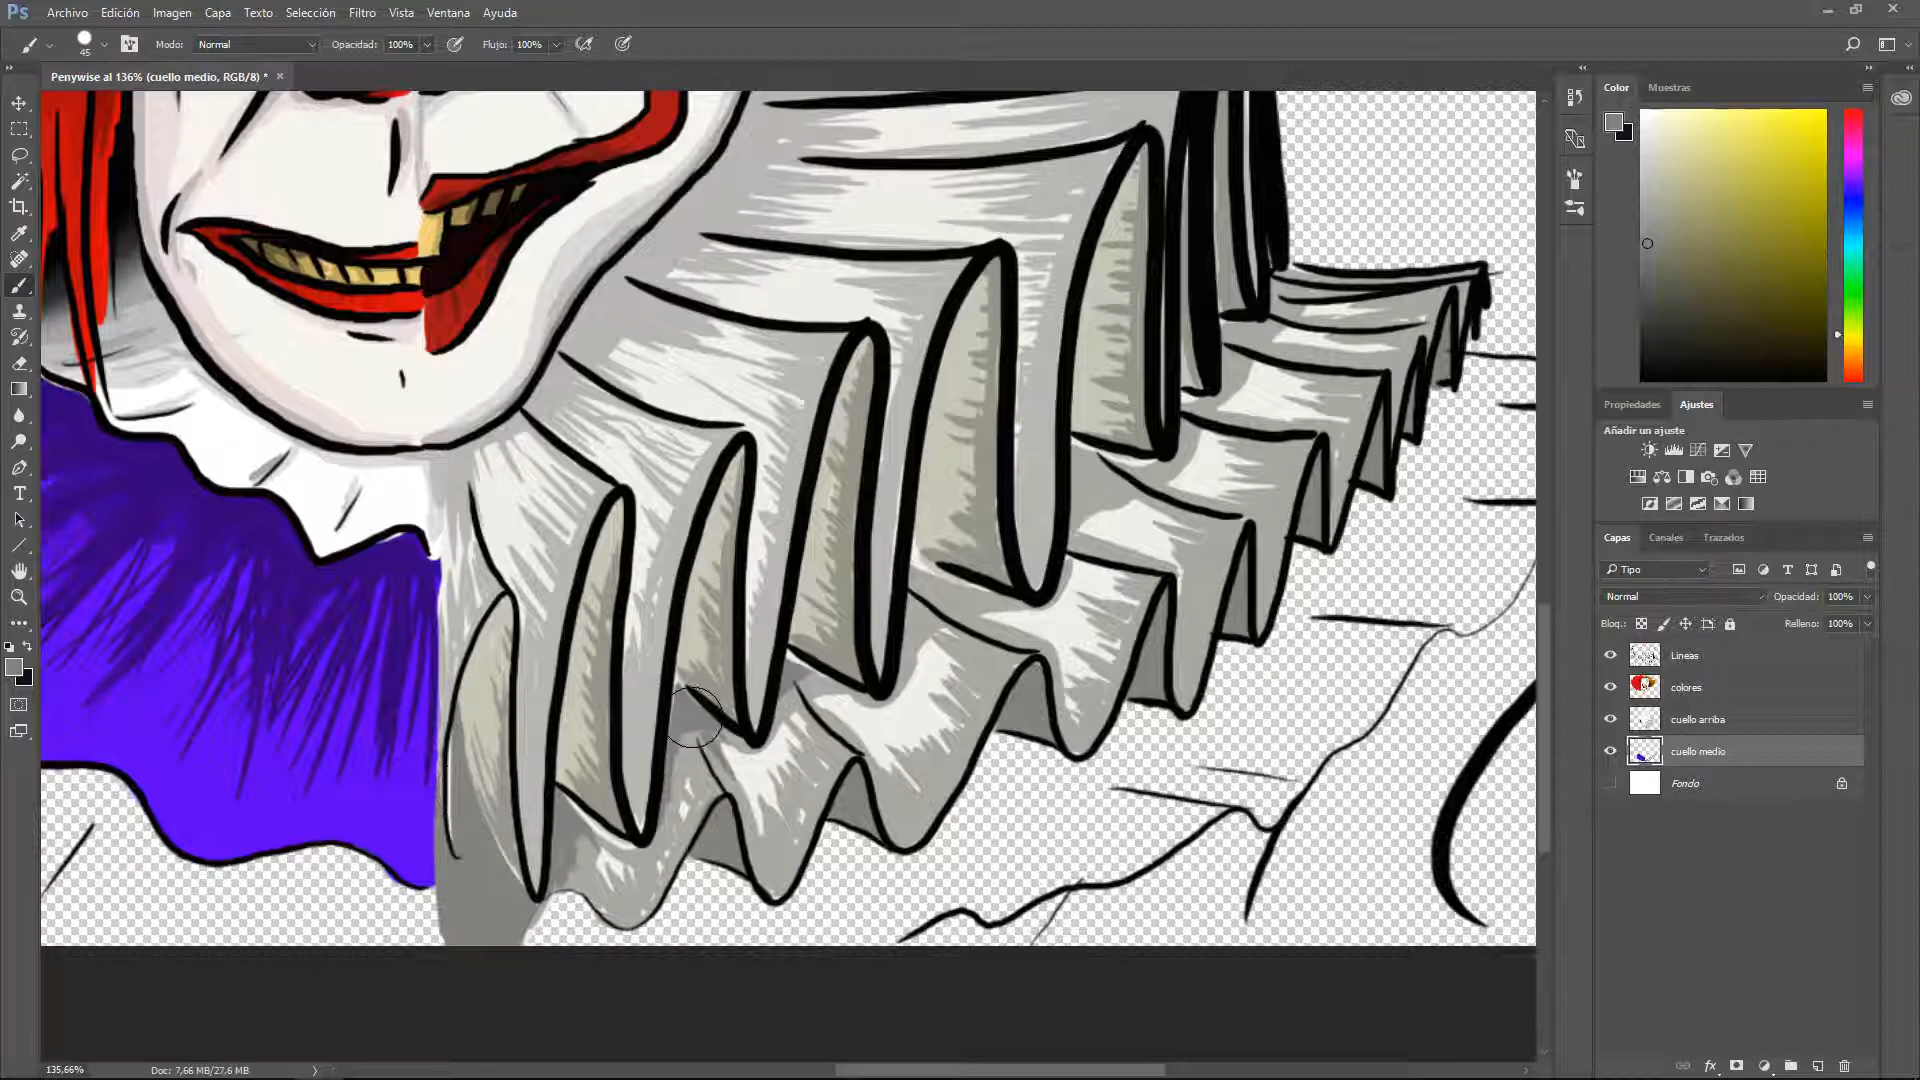 Ps Archivo Edición Imagen Capa Texto Selección Filtro Vista Ventana Ayuda
45 Modo: Normal Opacidad: 100% Flujo: 100%
Penywise al 136% (cuello medio, RGB/8) * ×
Color Muestras
Propiedades Ajustes
Añadir un ajuste
Capas Canales Trazados
Tipo
Normal Opacidad: 100%
Bloq.: Relleno: 100%
Lineas
colores
cuello arriba
cuello medio
Fondo
135,66% Doc: 7,66 MB/27,6 MB